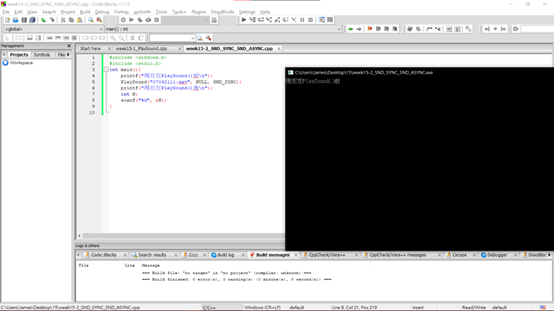 week15-2_SND_SYNC_SND_ASYNC.cpp - Code::Blocks 17.12
File Edit View Search Project Build Debug Fortran wxSmith Tools Tools+ Plugins DoxyBlocks Settings Help
<global>
main() : int
Management
Projects Symbols Files
Workspace
Start here
week15-1_PlaySound.cpp
week15-2_SND_SYNC_SND_ASYNC.cpp
1 #include <windows.h>
2 #include <stdio.h>
3 int main(){
4 printf("現在在PlaySound()前\n");
5 PlaySound("07042111.wav", NULL, SND_SYNC);
6 printf("現在在PlaySound()後\n");
7 int N;
8 scanf("%d", &N);
9 }
10
C:\Users\James\Desktop\15\week15-2_SND_SYNC_SND_ASYNC.exe
現在在PlaySound()前
Logs & others
Code::Blocks
Search results
Cccc
Build log
Build messages
CppCheck/Vera++
CppCheck/Vera++ messages
Cscope
Debugger
DoxyBlocks
File Line Message
=== Build file: "no target" in "no project" (compiler: unknown) ===
=== Build finished: 0 error(s), 0 warning(s) (0 minute(s), 0 second(s)) ===
C:\Users\James\Desktop\15\week15-2_SND_SYNC_SND_ASYNC.cpp
C/C++
Windows (CR+LF)
default
Line 8, Col 21, Pos 219
Insert
Read/Write
default